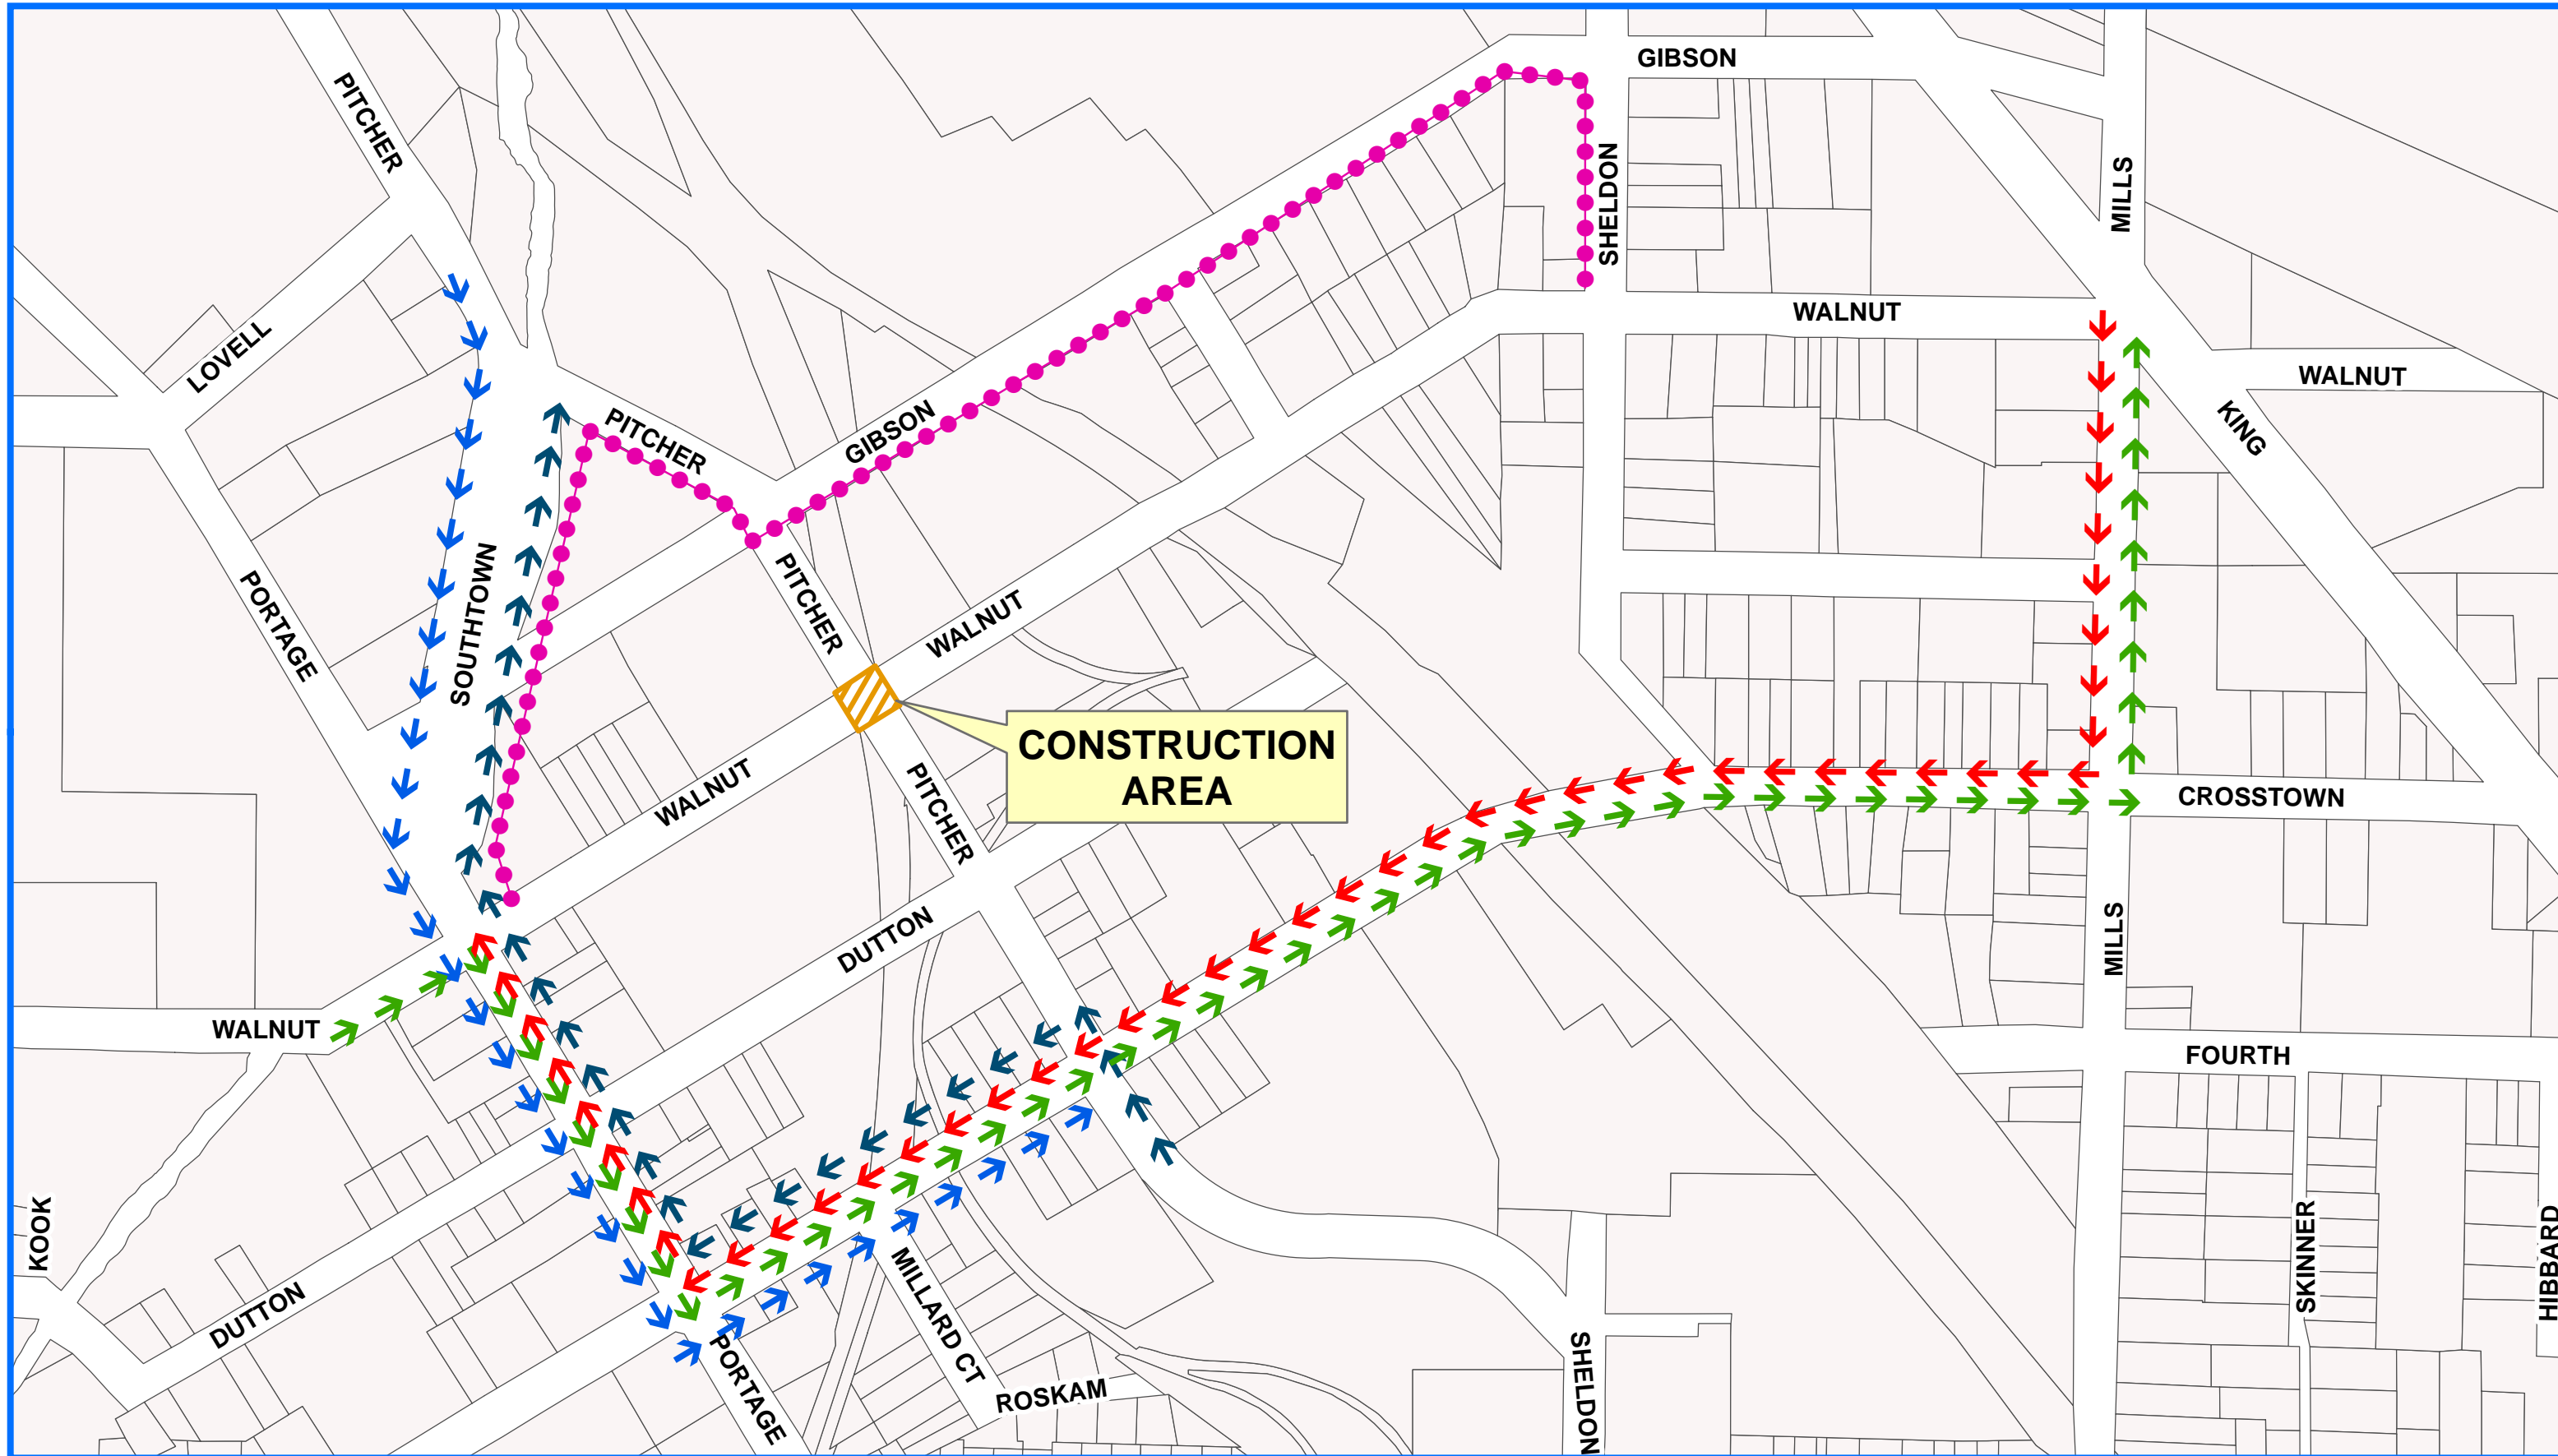 GIBSON
PITCHER
SHELDON
MILLS
WALNUT
LOVELL
WALNUT
KING
PITCHER
GIBSON
SOUTHTOWN
PORTAGE
PITCHER
WALNUT
CONSTRUCTION
AREA
WALNUT
PITCHER
CROSSTOWN
DUTTON
MILLS
WALNUT
FOURTH
KOOK
DUTTON
MILLARD CT
SKINNER
HIBBARD
PORTAGE
ROSKAM
SHELDON